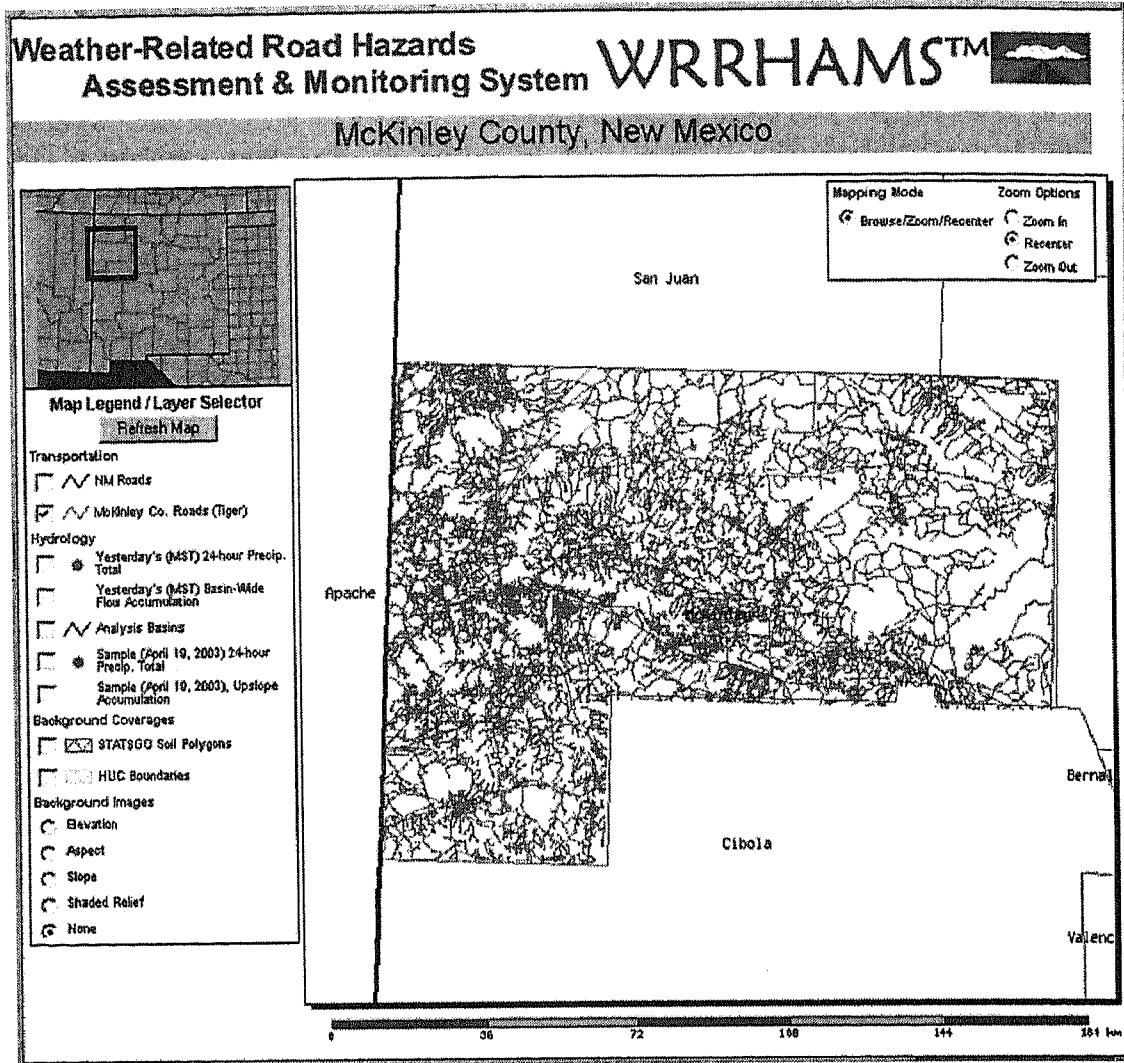 Weather-Related Road Hazards
Assessment & Monitoring System
WRRHAMS™
McKinley County, New Mexico
Map Legend / Layer Selector
Refresh Map
Transportation
NM Roads
McKinley Co. Roads (Tiger)
Hydrology
Yesterday's (MST) 24-hour Precip.
Total
Yesterday's (MST) Basin-Wide
Flow Accumulation
Analysis Basins
Sample (April 19, 2003) 24-hour
Precip. Total
Sample (April 19, 2003), Upslope
Accumulation
Background Coverages
STATSGO Soil Polygons
HUC Boundaries
Background Images
Elevation
Aspect
Slope
Shaded Relief
None
Mapping Mode
Browse/Zoom/Recenter
Zoom Options
Zoom In
Recenter
Zoom Out
San Juan
Apache
McKinley
Bernal
Cibola
Valenc
0 36 72 108 144 181 km